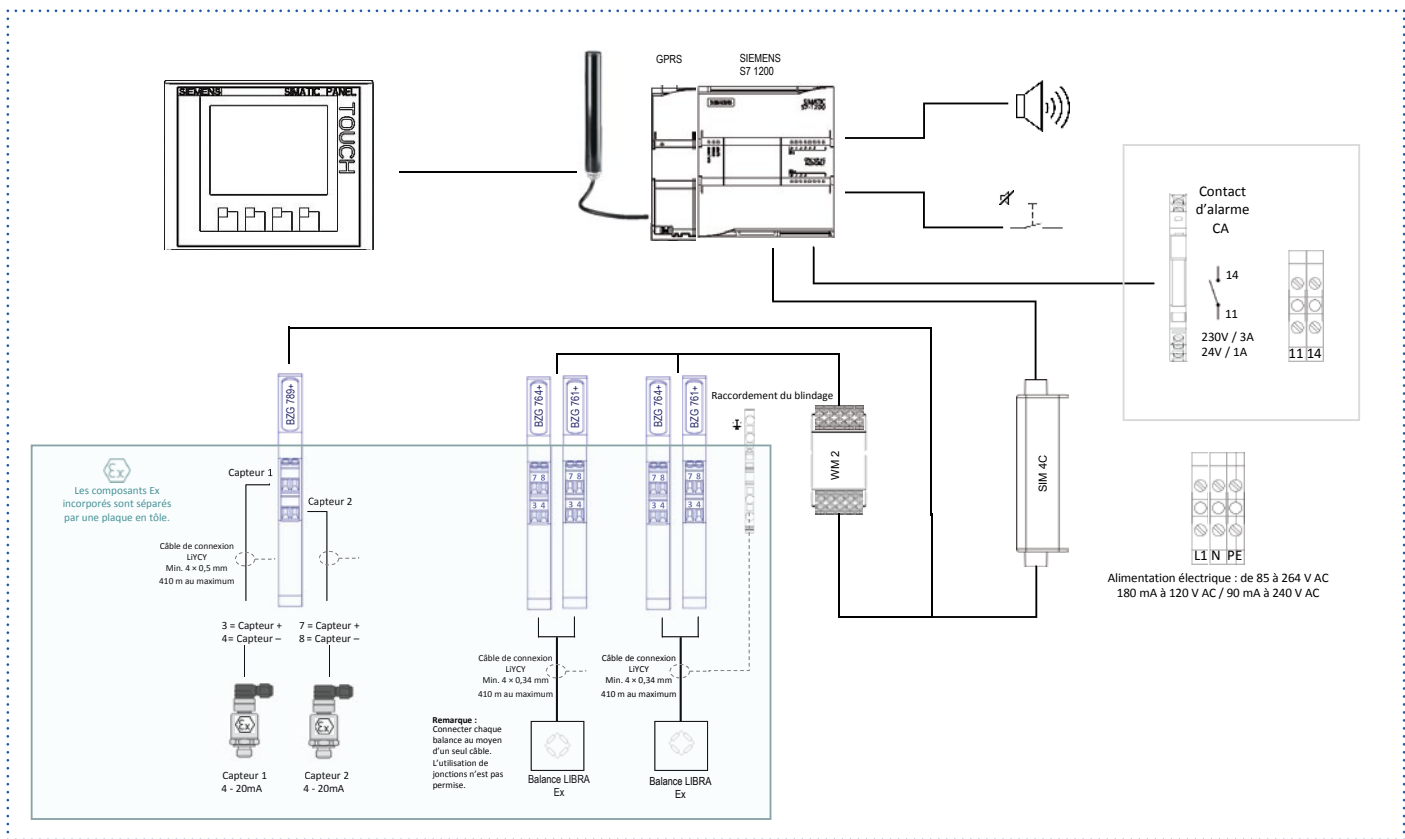 GPRS
SIEMENS
S7 1200
SIEMENS
SIMATIC PANEL
TOUCH
SIEMENS
SIMATIC
S7-1200
Contact
d'alarme
CA
14
11
230V / 3A
24V / 1A
11 14
BZG 789+
BZG 764+
BZG 761+
BZG 764+
BZG 761+
Raccordement du blindage
WM 2
SIM 4C
Ex
Les composants Ex
incorporés sont séparés
par une plaque en tôle.
Capteur 1
Capteur 2
7 8
7 8
7 8
7 8
3 4
3 4
3 4
3 4
Câble de connexion
LiYCY
Min. 4 × 0,5 mm
410 m au maximum
L1 N PE
Alimentation électrique : de 85 à 264 V AC
180 mA à 120 V AC / 90 mA à 240 V AC
3 = Capteur +
4= Capteur –
7 = Capteur +
8 = Capteur –
Câble de connexion
LiYCY
Min. 4 × 0,34 mm
410 m au maximum
Câble de connexion
LiYCY
Min. 4 × 0,34 mm
410 m au maximum
Ex
Ex
Remarque :
Connecter chaque
balance au moyen
d'un seul câble.
L'utilisation de
jonctions n'est pas
permise.
Capteur 1
4 - 20mA
Capteur 2
4 - 20mA
Balance LIBRA
Ex
Balance LIBRA
Ex